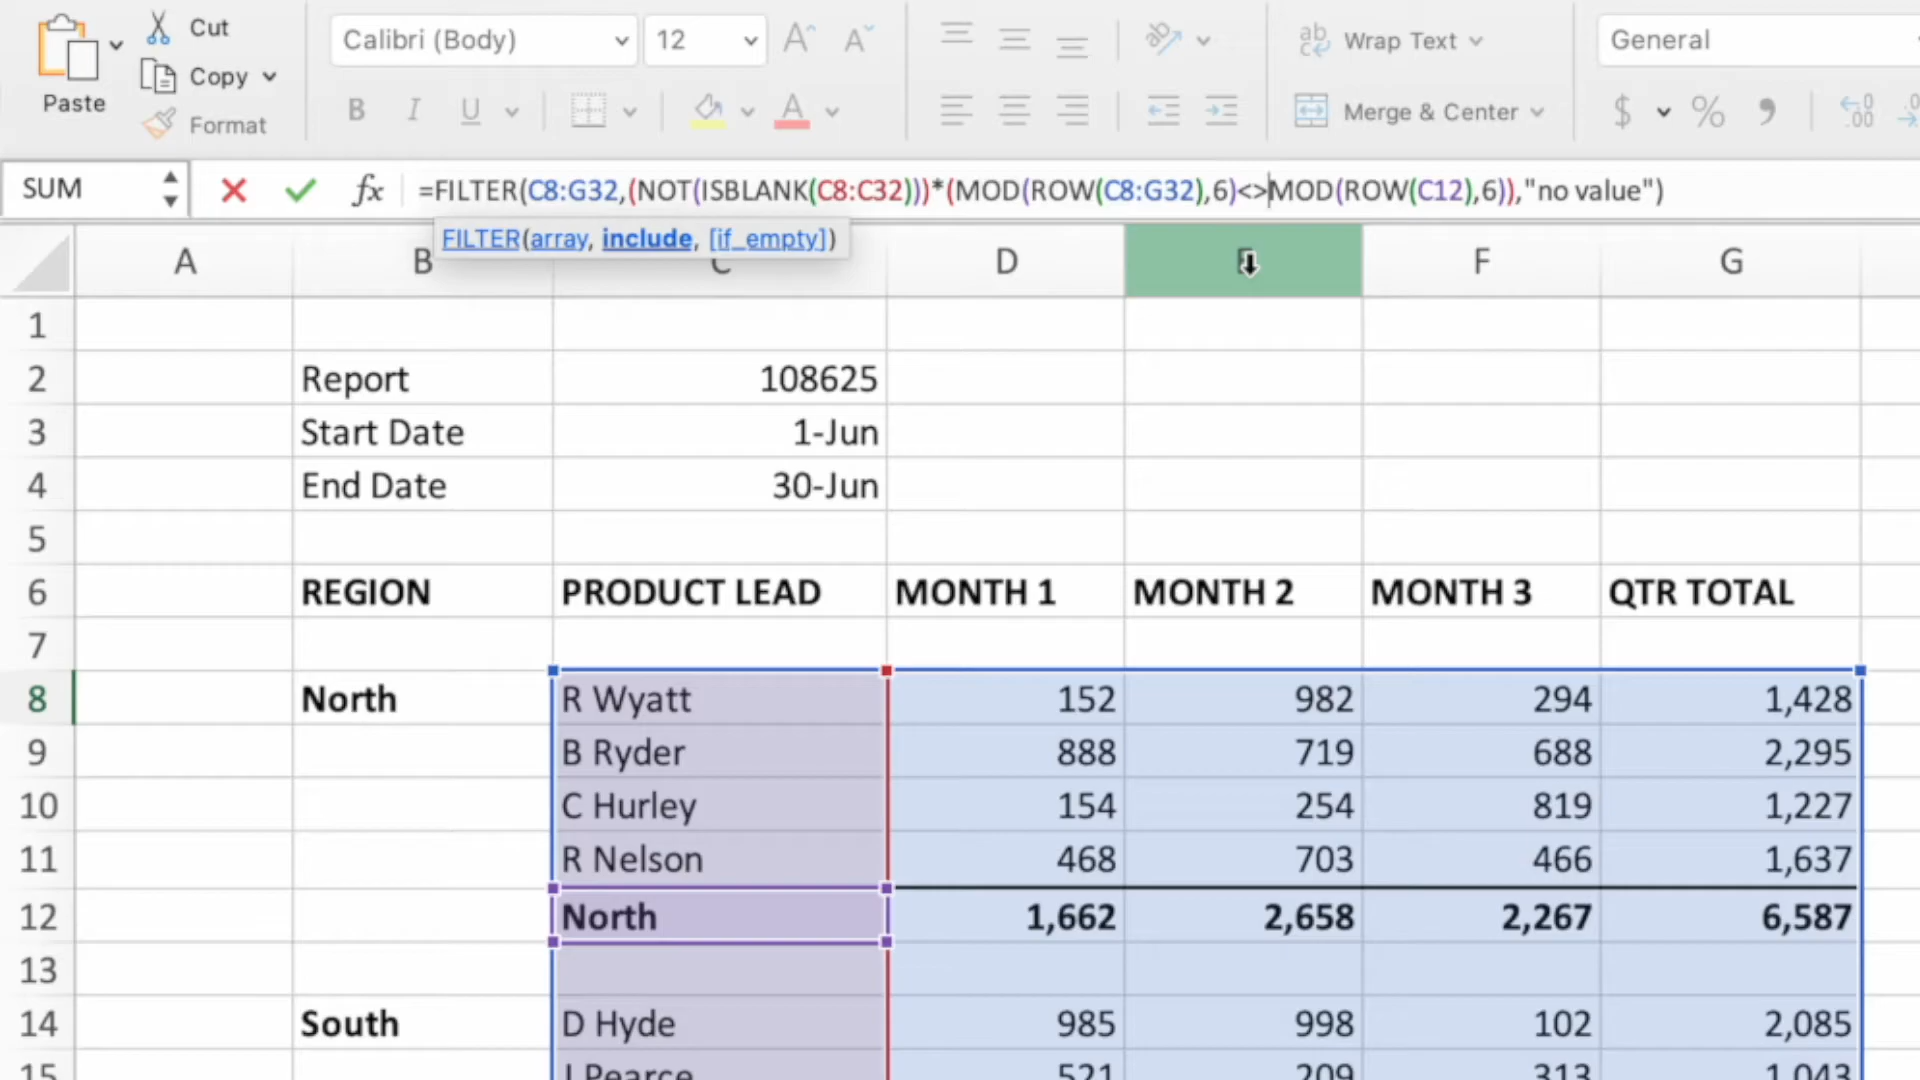 Cut
Calibri (Body) 12 A A
Wrap Text
General
Copy
Paste
Format
B I U A
Merge & Center
$ % ,
SUM
fx =FILTER(C8:G32,(NOT(ISBLANK(C8:C32)))*(MOD(ROW(C8:G32),6)<>MOD(ROW(C12),6)),"no value")
FILTER(array, include, [if_empty])
A B C D E F G
1
2 Report 108625
3 Start Date 1-Jun
4 End Date 30-Jun
5
6 REGION PRODUCT LEAD MONTH 1 MONTH 2 MONTH 3 QTR TOTAL
7
8 North R Wyatt 152 982 294 1,428
9 B Ryder 888 719 688 2,295
10 C Hurley 154 254 819 1,227
11 R Nelson 468 703 466 1,637
12 North 1,662 2,658 2,267 6,587
13
14 South D Hyde 985 998 102 2,085
15 J Pearce 521 209 313 1,043